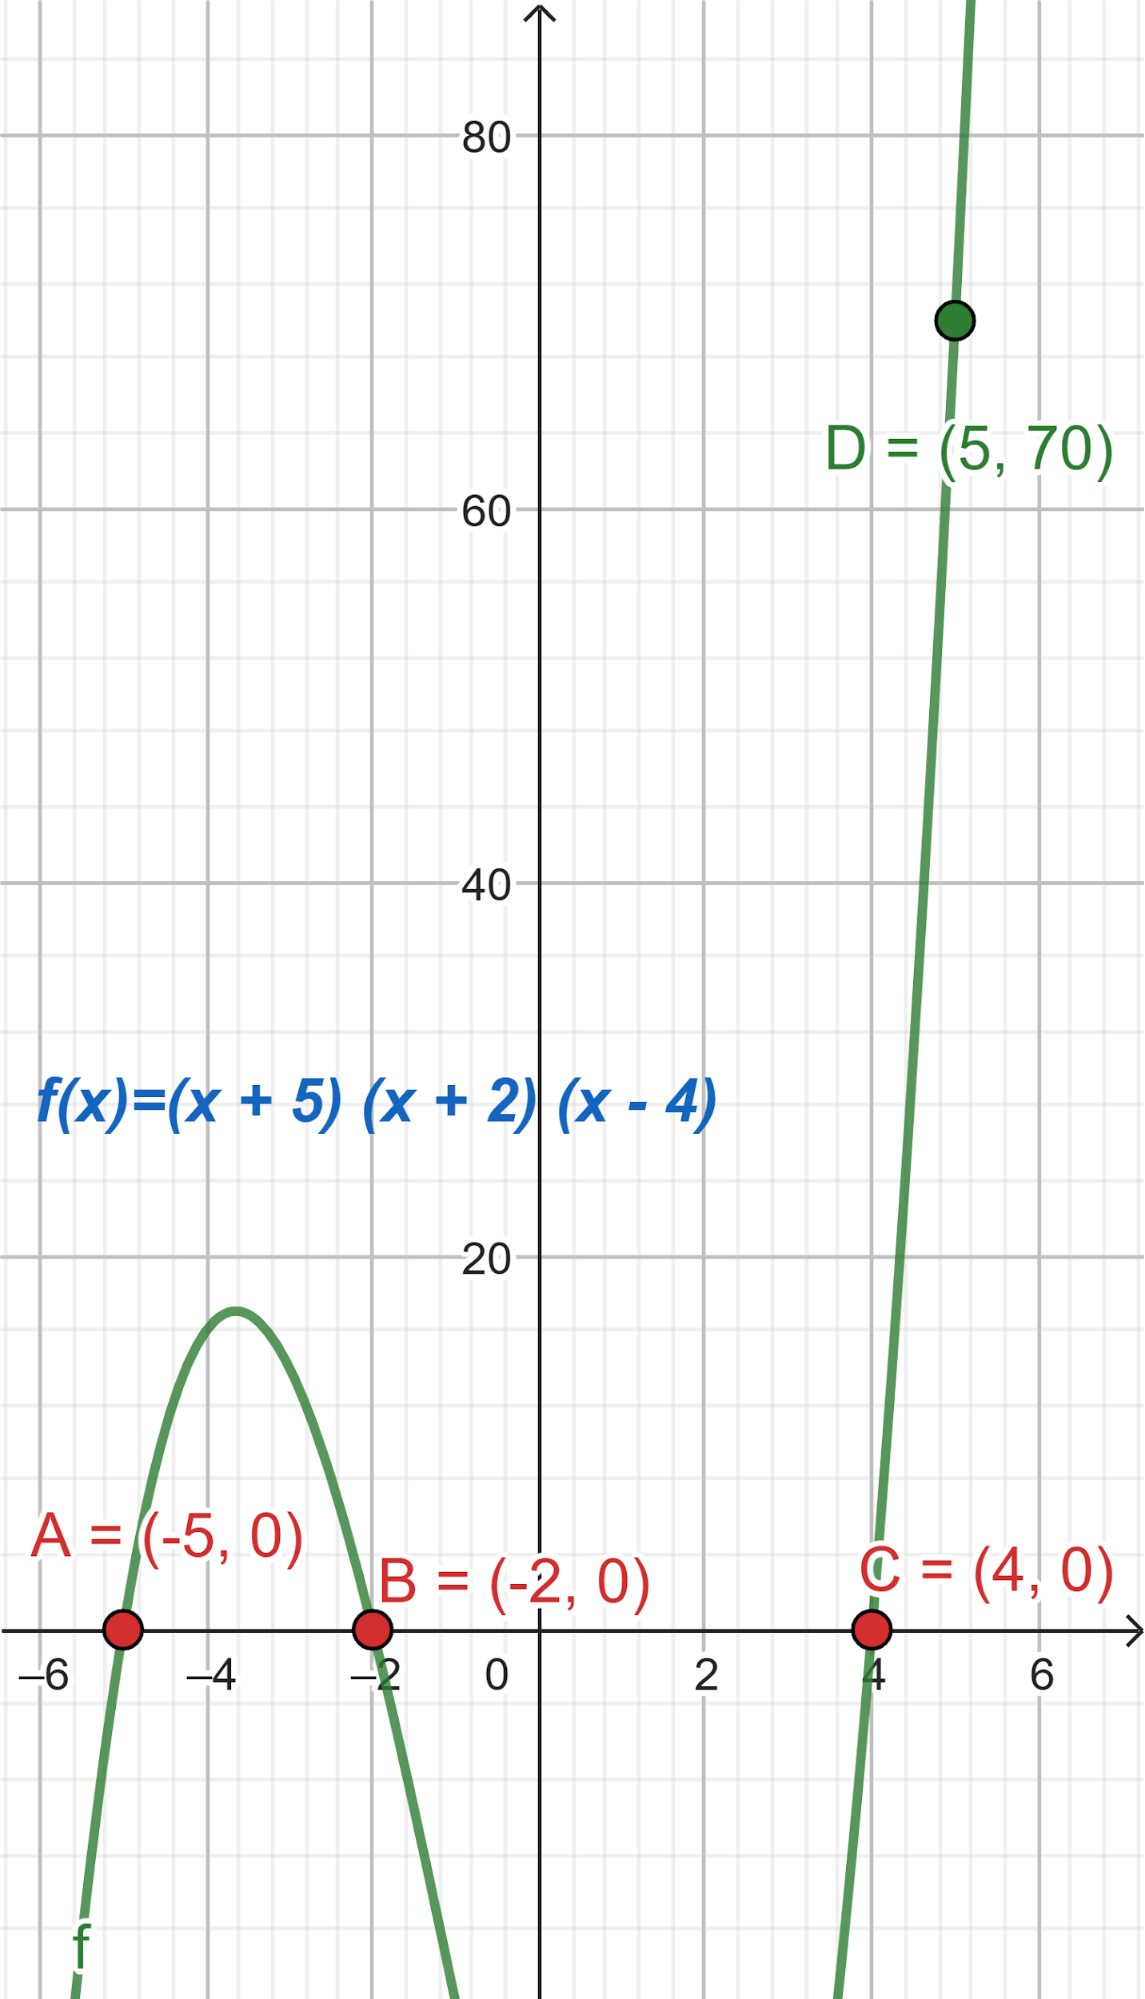 80
D = (5, 70)
60
40
f(x)=(x + 5) (x + 2) (x - 4)
20
A = (-5, 0)
B = (-2, 0)
C = (4, 0)
–6 –4 –2 0 2 4 6
f